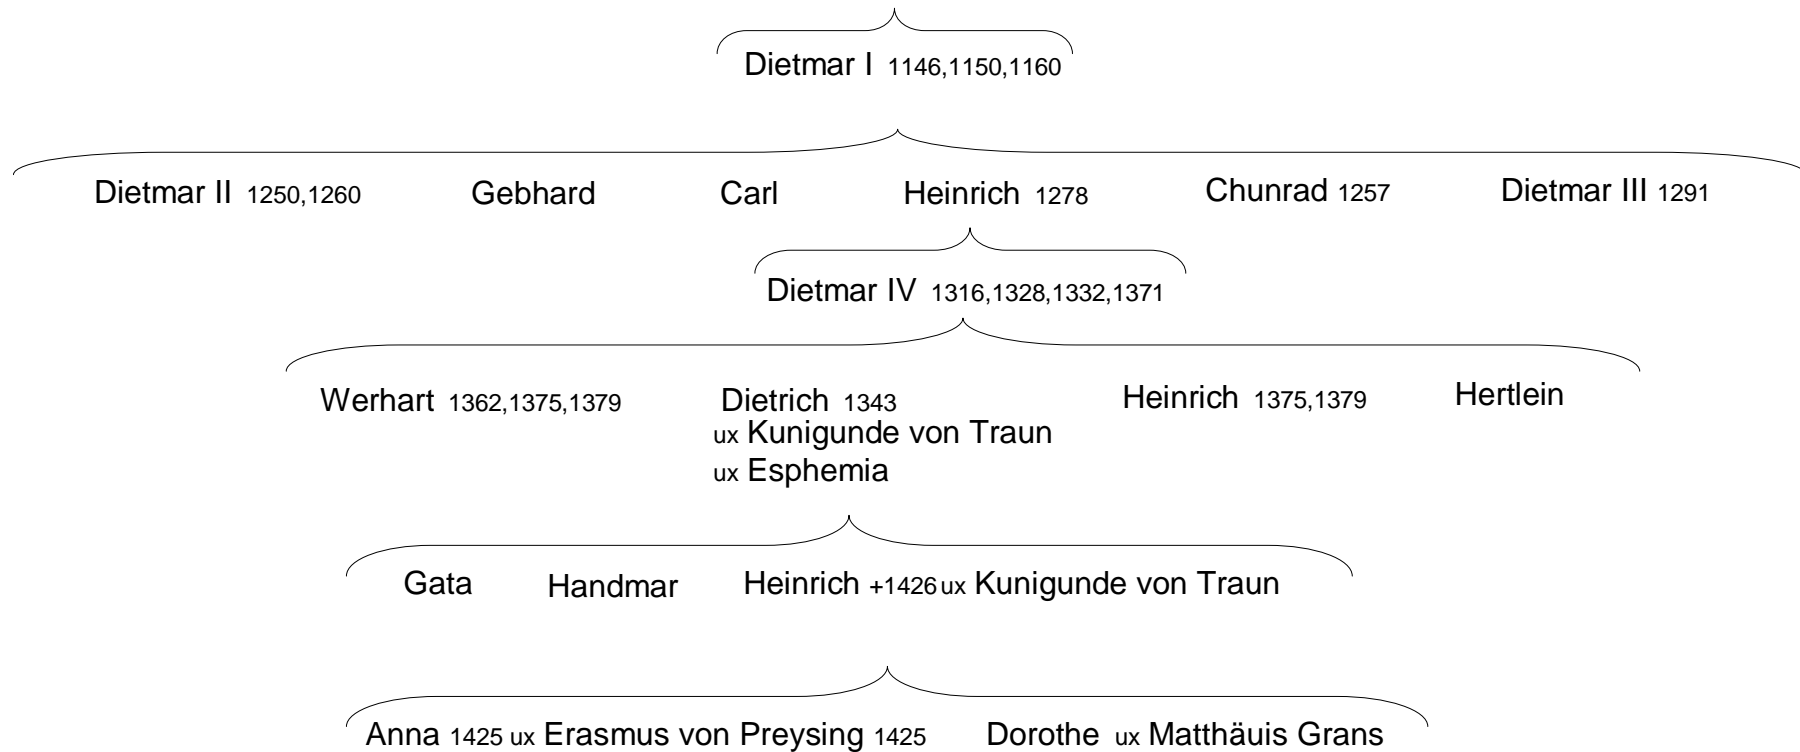 Dietmar I 1146,1150,1160
Dietmar II 1250,1260 Gebhard Carl Heinrich 1278 Chunrad 1257 Dietmar III 1291
Dietmar IV 1316,1328,1332,1371
Werhart 1362,1375,1379 Dietrich 1343 Heinrich 1375,1379 Hertlein
ux Kunigunde von Traun
ux Esphemia
Gata Handmar Heinrich +1426 ux Kunigunde von Traun
Anna 1425 ux Erasmus von Preysing 1425 Dorothe ux Matthäuis Grans